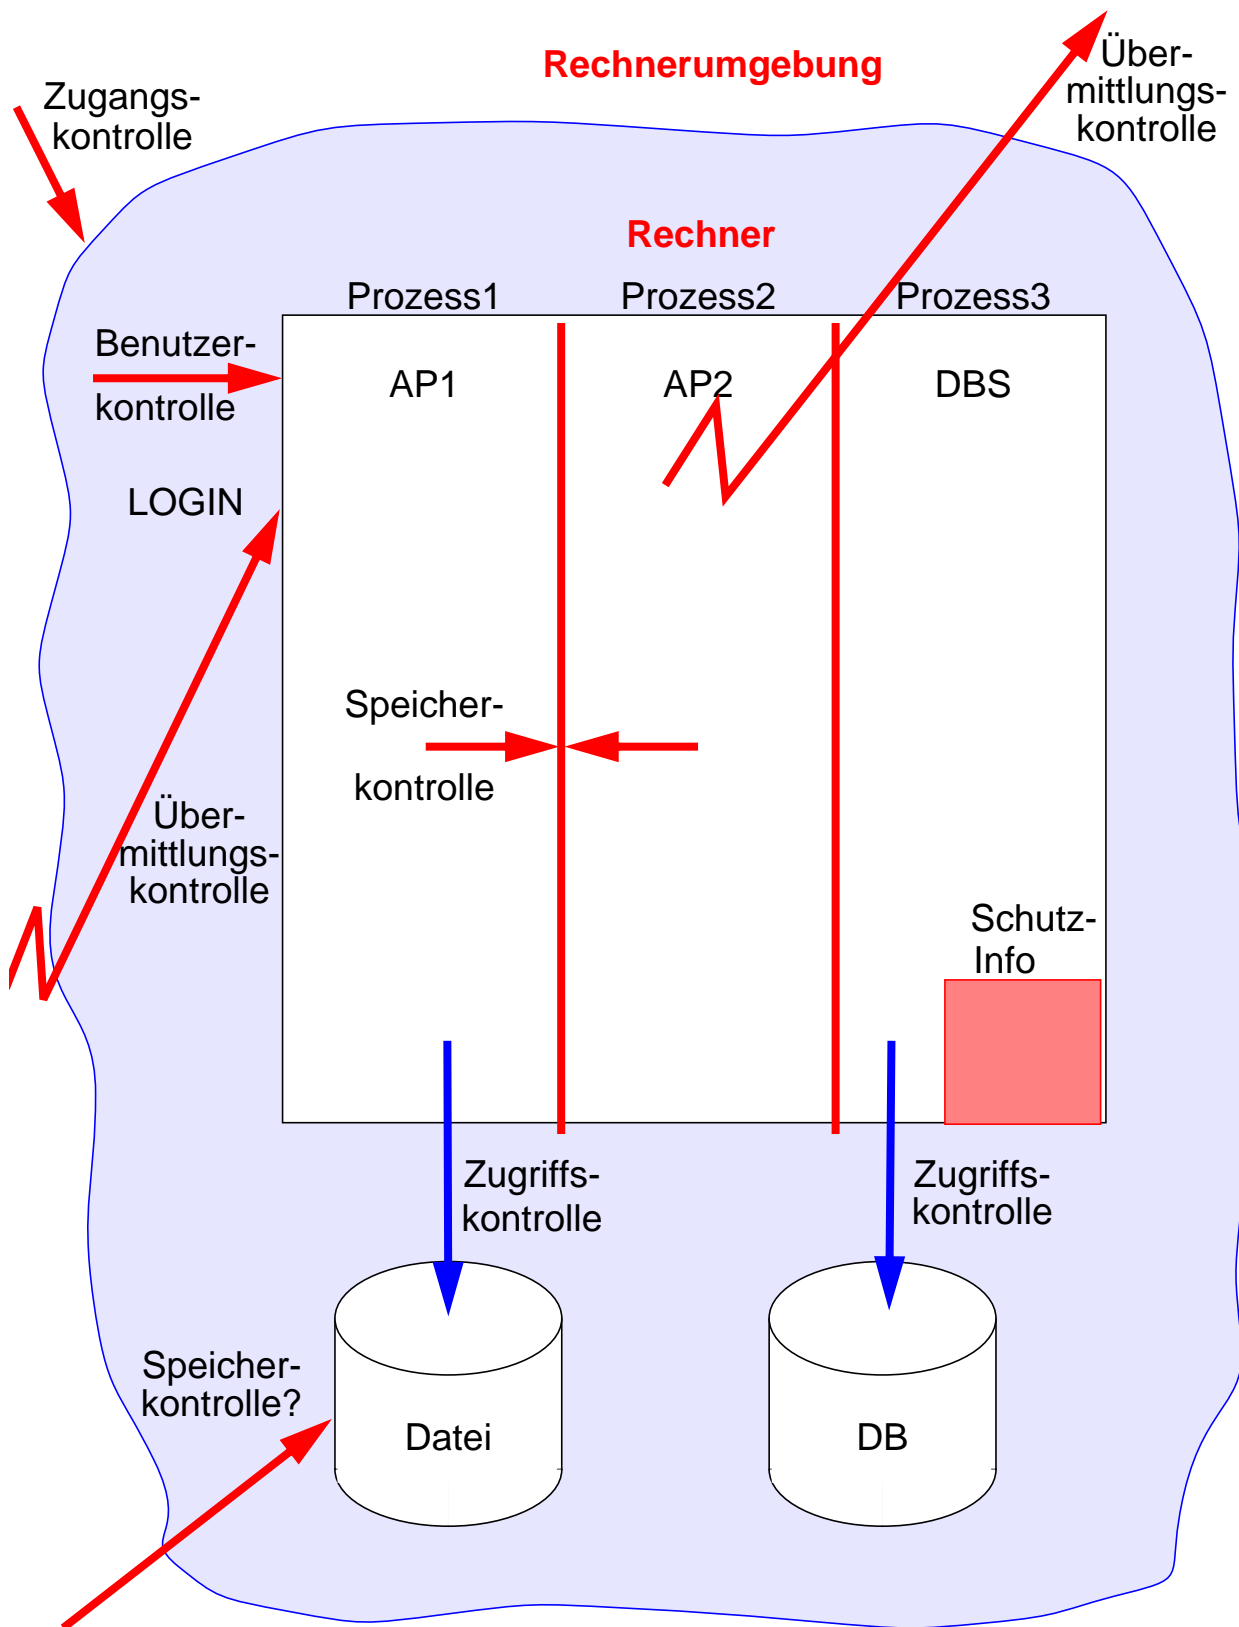 Rechnerumgebung
Über-
mittlungs-
kontrolle
Zugangs-
kontrolle
Rechner
Prozess1
Prozess2
Prozess3
Benutzer-
kontrolle
AP1
AP2
DBS
LOGIN
Speicher-
kontrolle
Über-
mittlungs-
kontrolle
Schutz-
Info
Zugriffs-
kontrolle
Zugriffs-
kontrolle
Speicher-
kontrolle?
Datei
DB